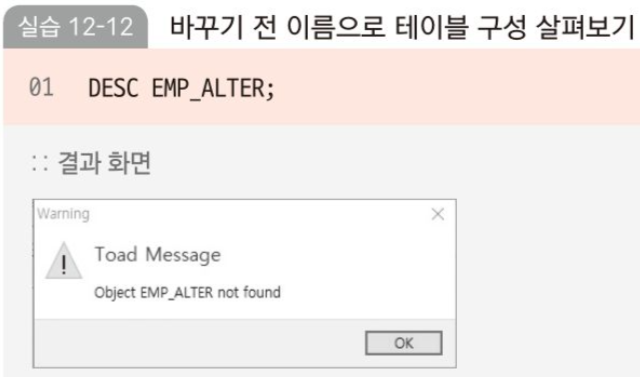 실습 12-12 바꾸기 전 이름으로 테이블 구성 살펴보기
01 DESC EMP_ALTER;
:: 결과 화면
Warning
Toad Message
Object EMP_ALTER not found
OK